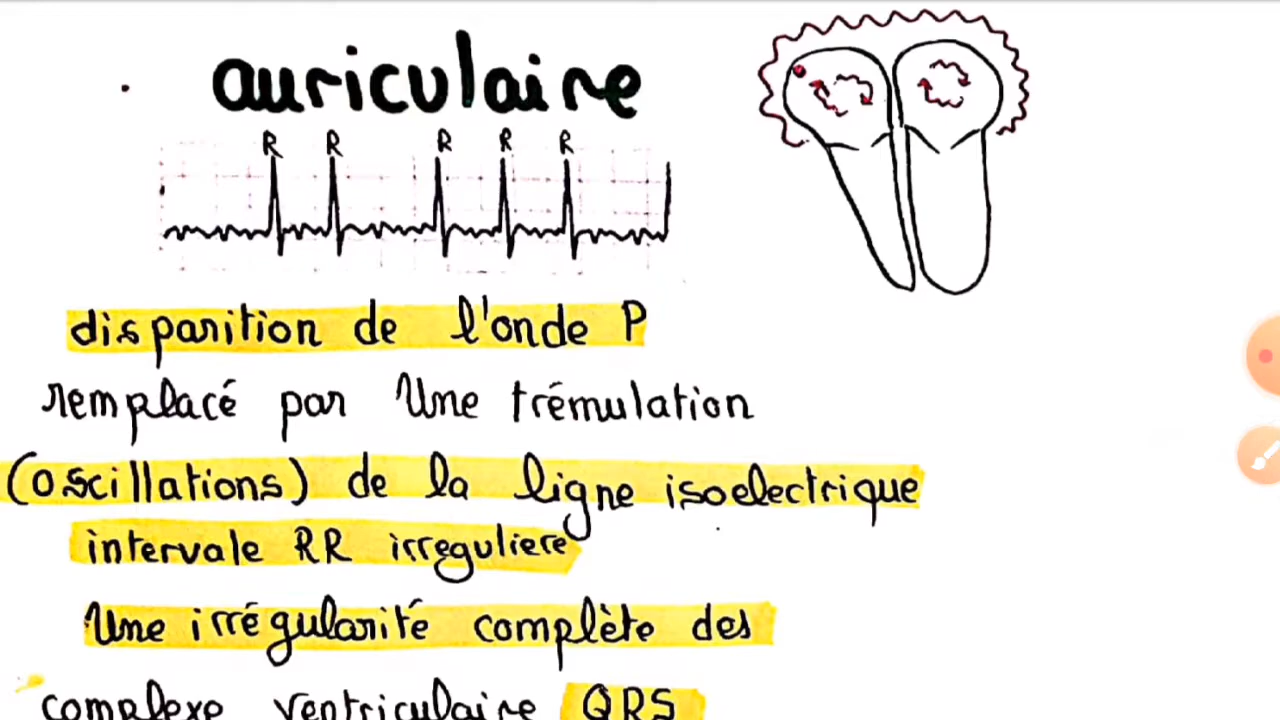 auriculaire
R R R R R
disparition de l'onde P
remplacé par Une trémulation
(oscillations) de la ligne isoelectrique
intervale RR irreguliere
Une irrégularité complète des
complexe ventriculaire QRS